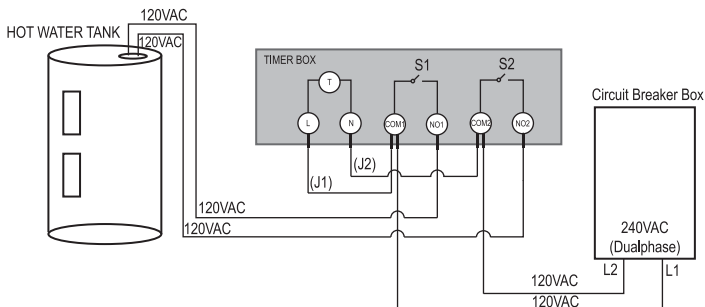 120VAC
HOT WATER TANK
120VAC
TIMER BOX
S1
S2
T
Circuit Breaker Box
L
N
COM1
NO1
COM2
NO2
(J1)
(J2)
120VAC
120VAC
240VAC
(Dualphase)
L2
L1
120VAC
120VAC